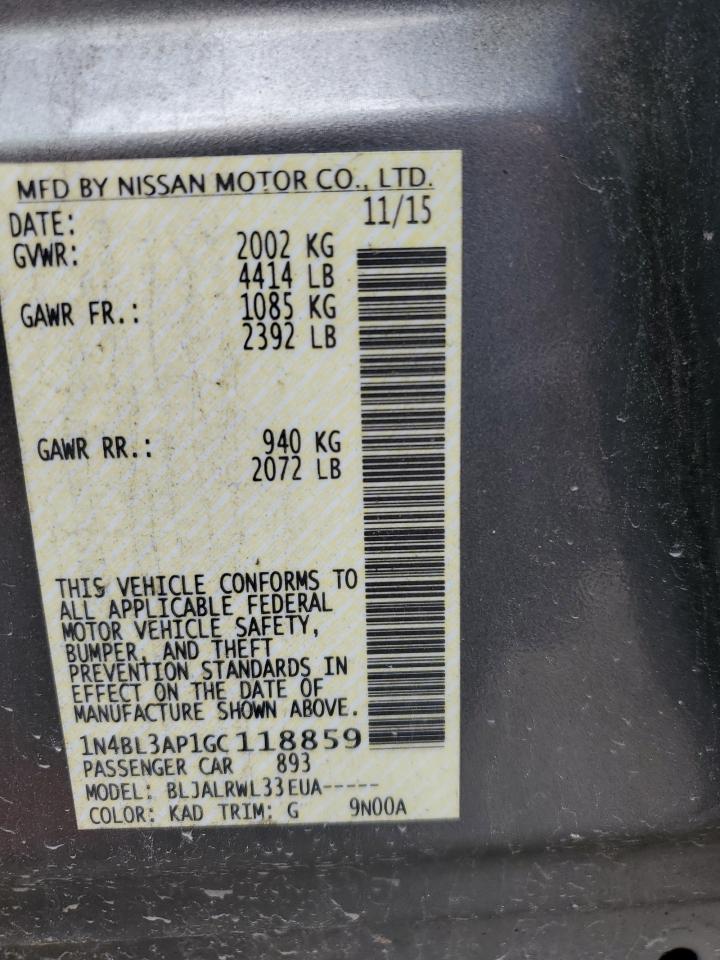 MFD BY NISSAN MOTOR CO., LTD.
DATE: 11/15
GVWR: 2002 KG
4414 LB
GAWR FR.: 1085 KG
2392 LB
GAWR RR.: 940 KG
2072 LB
THIS VEHICLE CONFORMS TO
ALL APPLICABLE FEDERAL
MOTOR VEHICLE SAFETY,
BUMPER, AND THEFT
PREVENTION STANDARDS IN
EFFECT ON THE DATE OF
MANUFACTURE SHOWN ABOVE.
1N4BL3AP1GC118859
PASSENGER CAR 893
MODEL: BLJALRWL33EUA-----
COLOR: KAD TRIM: G 9N00A